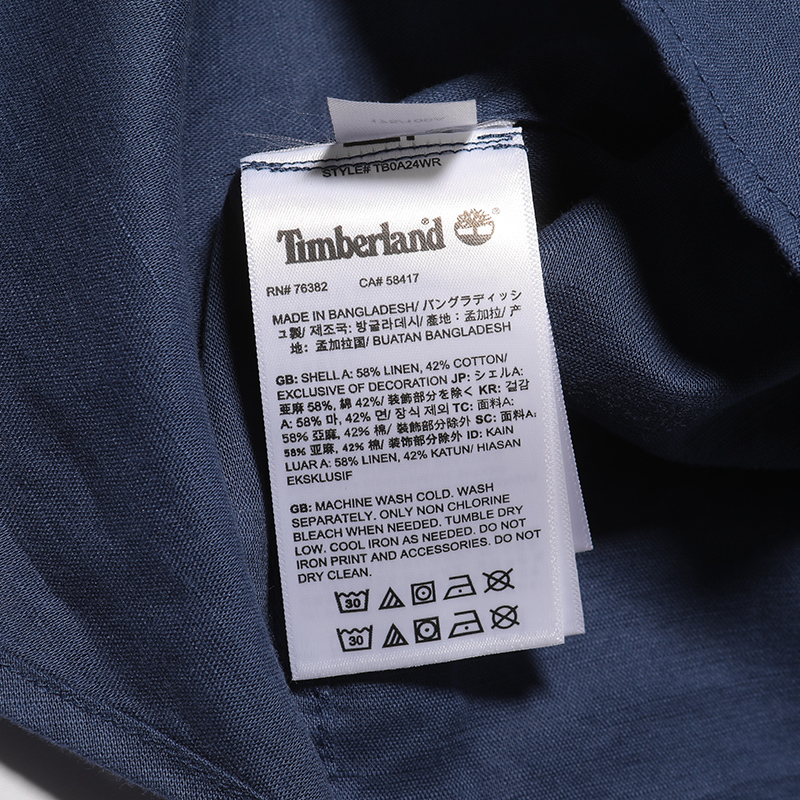 STYLE# TB0A24WR
Timberland®
RN# 76382 CA# 58417
MADE IN BANGLADESH/ バングラディッシ
ュ製/ 제조국: 방글라데시/ 產地: 孟加拉/ 产
地: 孟加拉国/ BUATAN BANGLADESH
GB: SHELL A: 58% LINEN, 42% COTTON/
EXCLUSIVE OF DECORATION JP: シェルA:
亜麻 58%, 綿 42%/ 装飾部分を除く KR: 겉감
A: 58% 마, 42% 면/ 장식 제외 TC: 面料A:
58% 亞麻, 42% 棉/ 裝飾部分除外 SC: 面料A:
58% 亚麻, 42% 棉/ 装饰部分除外 ID: KAIN
LUAR A: 58% LINEN, 42% KATUN/ HIASAN
EKSKLUSIF
GB: MACHINE WASH COLD. WASH
SEPARATELY. ONLY NON CHLORINE
BLEACH WHEN NEEDED. TUMBLE DRY
LOW. COOL IRON AS NEEDED. DO NOT
IRON PRINT AND ACCESSORIES. DO NOT
DRY CLEAN.
30
30